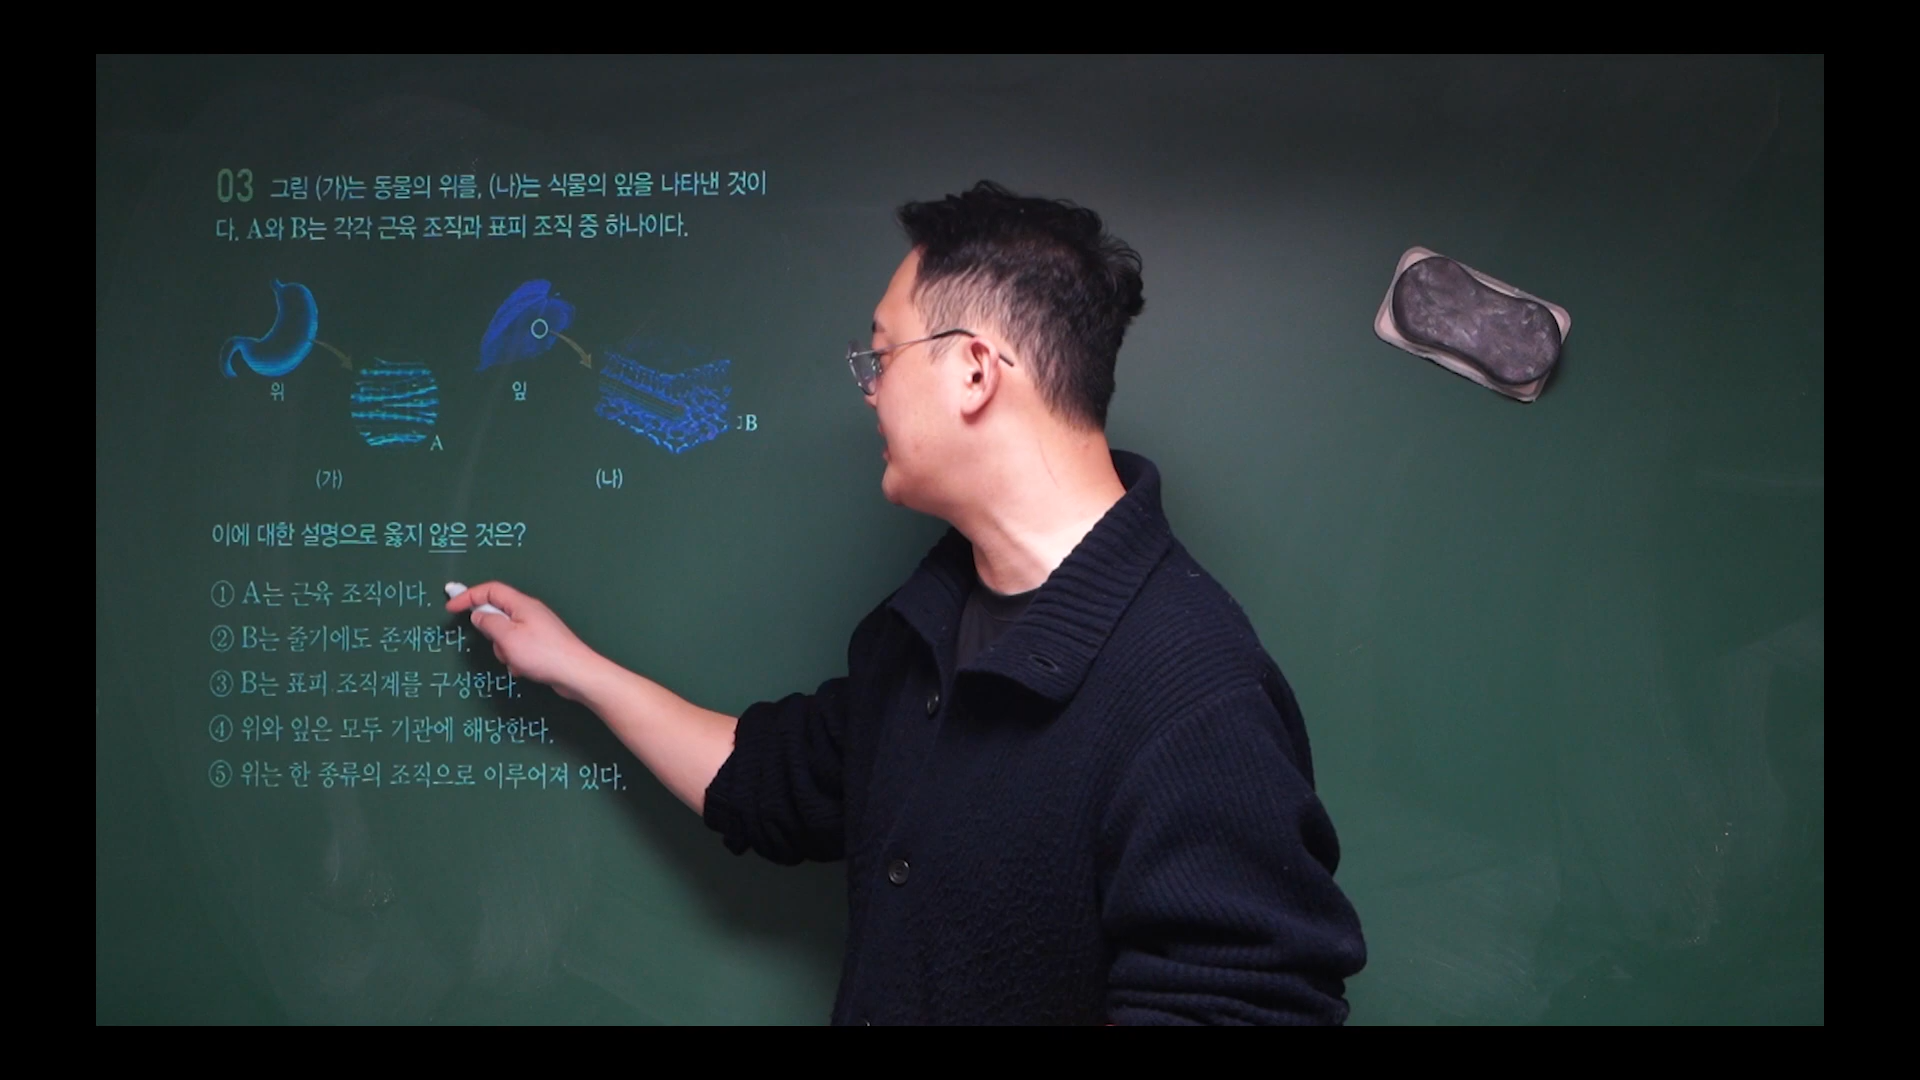 03 그림 (가)는 동물의 위를, (나)는 식물의 잎을 나타낸 것이
다. A와 B는 각각 근육 조직과 표피 조직 중 하나이다.
위
A
잎
B
(가)
(나)
이에 대한 설명으로 옳지 않은 것은?
① A는 근육 조직이다.
② B는 줄기에도 존재한다.
③ B는 표피 조직계를 구성한다.
④ 위와 잎은 모두 기관에 해당한다.
⑤ 위는 한 종류의 조직으로 이루어져 있다.